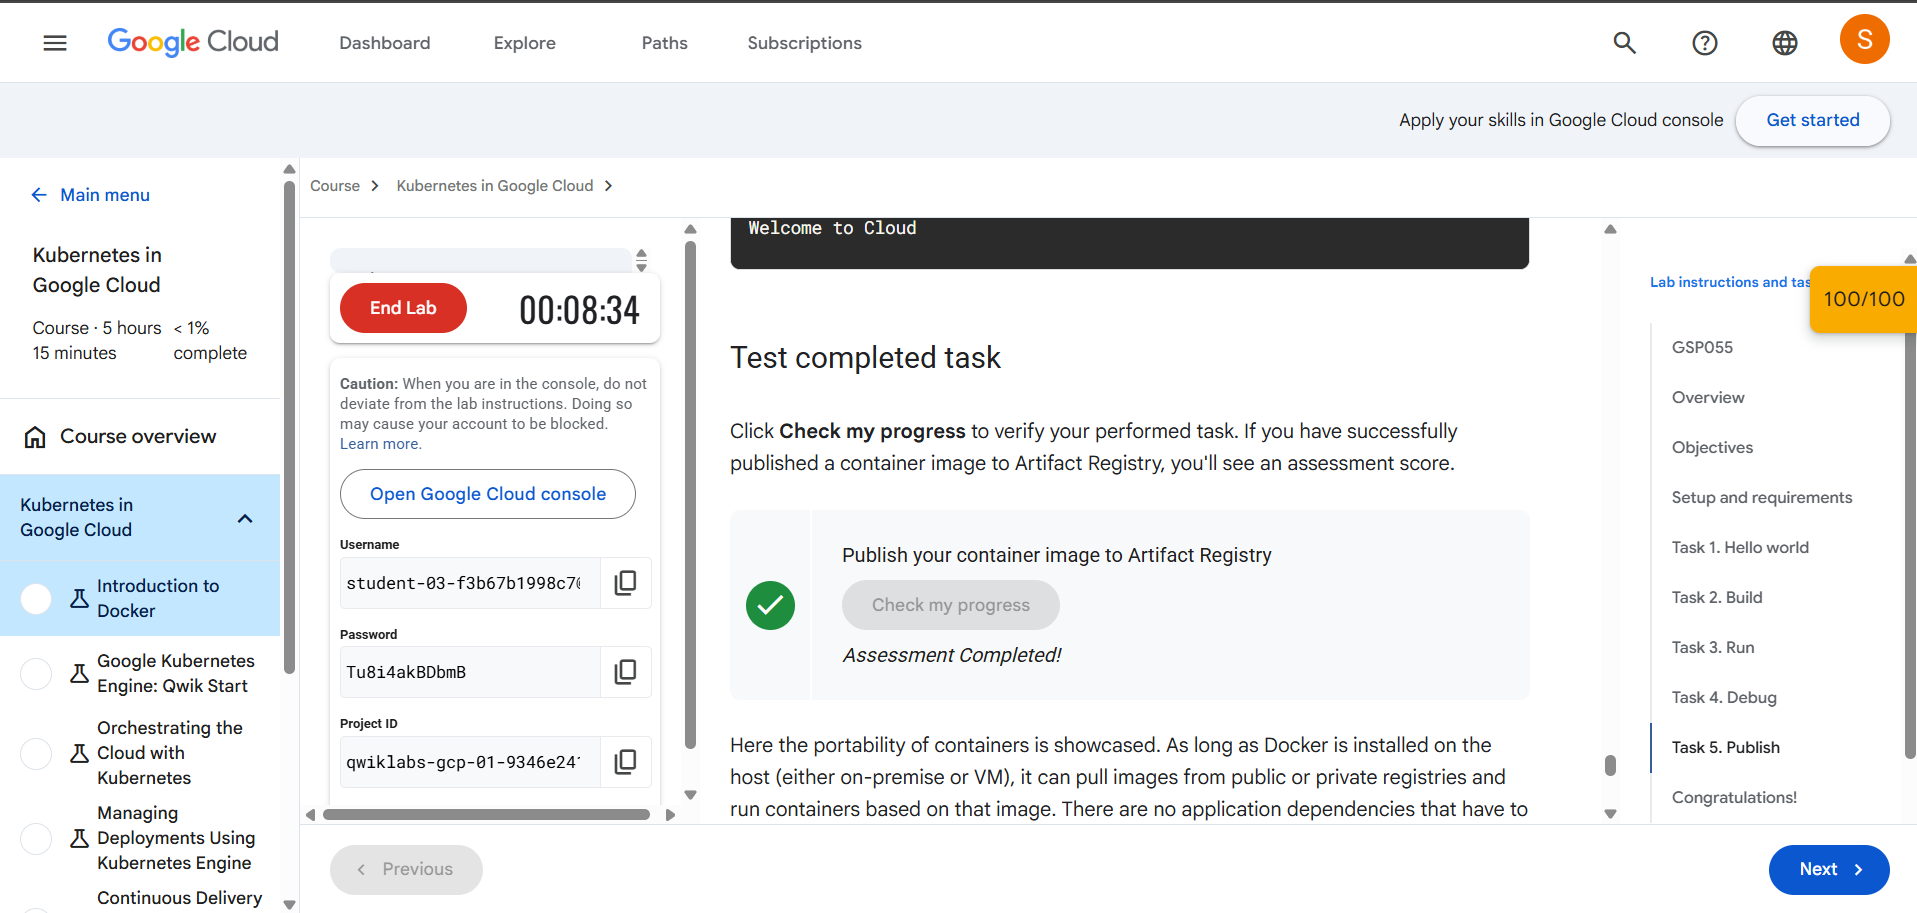 Google Cloud
Dashboard
Explore
Paths
Subscriptions
S
Apply your skills in Google Cloud console
Get started
Main menu
Kubernetes in
Google Cloud
Course · 5 hours
15 minutes
< 1%
complete
Course overview
Kubernetes in
Google Cloud
Introduction to
Docker
Google Kubernetes
Engine: Qwik Start
Orchestrating the
Cloud with
Kubernetes
Managing
Deployments Using
Kubernetes Engine
Continuous Delivery
Course
Kubernetes in Google Cloud
End Lab
00:08:34
Caution: When you are in the console, do not
deviate from the lab instructions. Doing so
may cause your account to be blocked.
Learn more.
Open Google Cloud console
Username
student-03-f3b67b1998c7
Password
Tu8i4akBDbmB
Project ID
qwiklabs-gcp-01-9346e24
Welcome to Cloud
Test completed task
Click Check my progress to verify your performed task. If you have successfully
published a container image to Artifact Registry, you'll see an assessment score.
Publish your container image to Artifact Registry
Check my progress
Assessment Completed!
Here the portability of containers is showcased. As long as Docker is installed on the
host (either on-premise or VM), it can pull images from public or private registries and
run containers based on that image. There are no application dependencies that have to
Lab instructions and tas
100/100
GSP055
Overview
Objectives
Setup and requirements
Task 1. Hello world
Task 2. Build
Task 3. Run
Task 4. Debug
Task 5. Publish
Congratulations!
Previous
Next